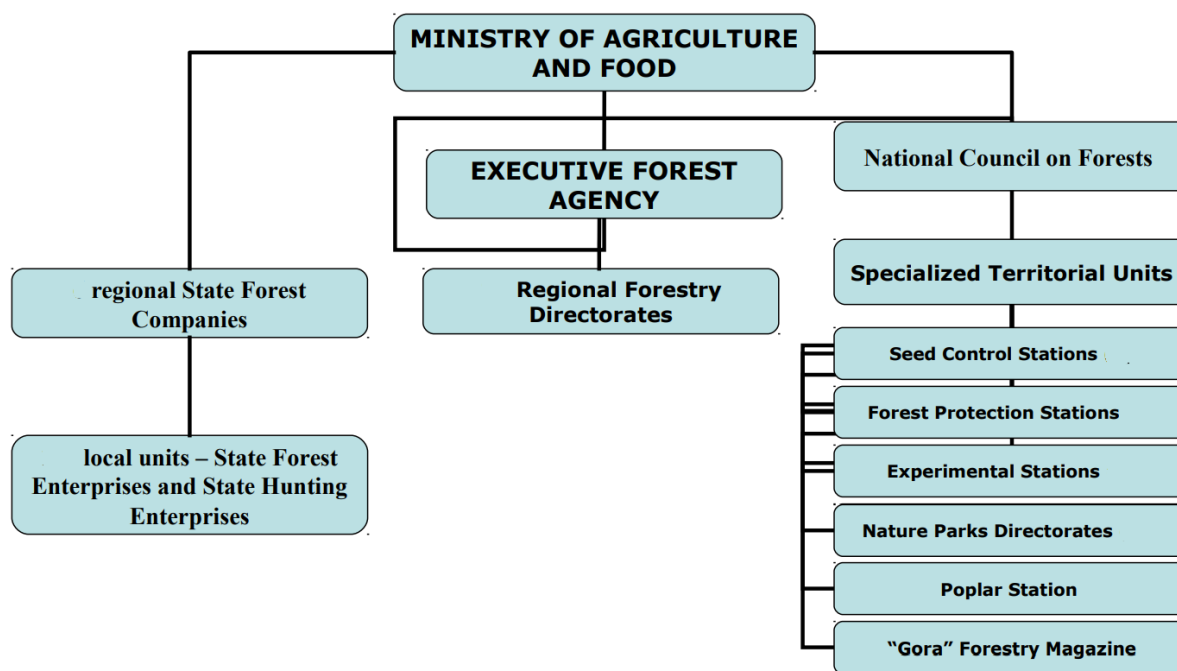 MINISTRY OF AGRICULTURE
AND FOOD
National Council on Forests
EXECUTIVE FOREST
AGENCY
Specialized Territorial Units
regional State Forest
Companies
Regional Forestry
Directorates
Seed Control Stations
Forest Protection Stations
local units – State Forest
Enterprises and State Hunting
Enterprises
Experimental Stations
Nature Parks Directorates
Poplar Station
“Gora” Forestry Magazine